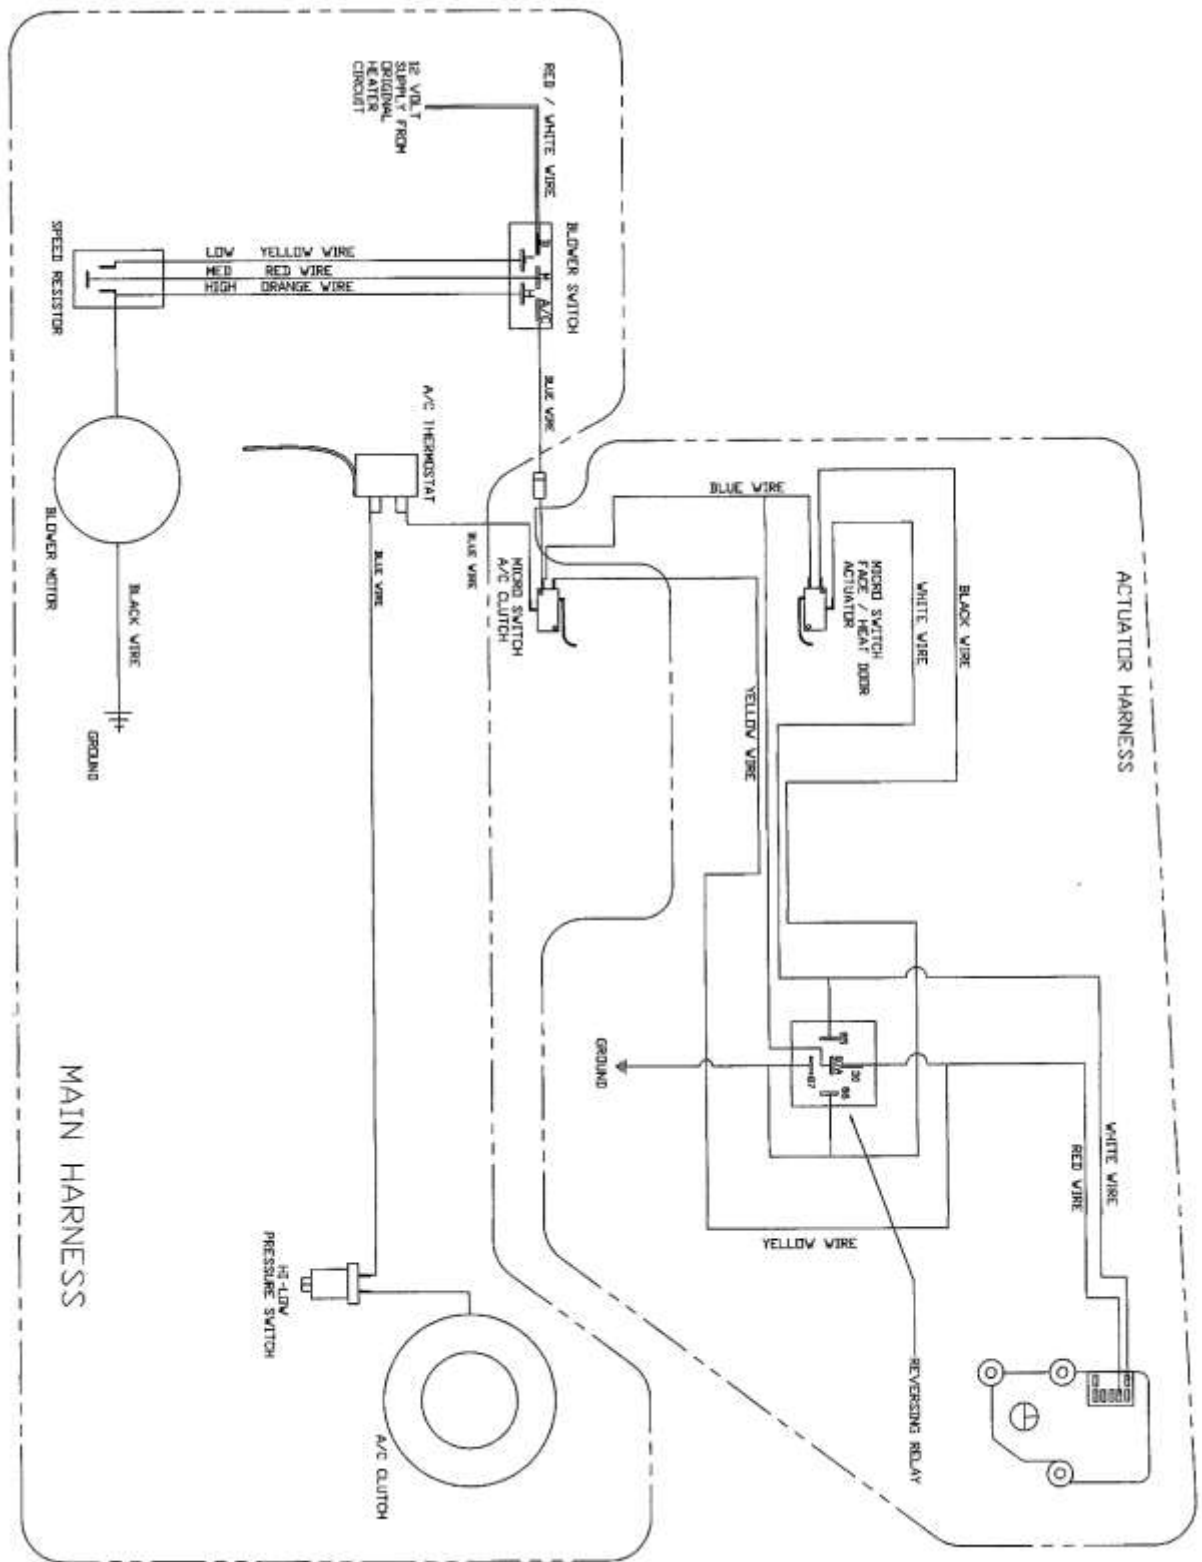 ACTUATOR HARNESS
BLACK WIRE
WHITE WIRE
MICRO SWITCH
FACE / HEAT DOOR
ACTUATOR
BLUE WIRE
YELLOW WIRE
WHITE WIRE
RED WIRE
85
30
87A
87
86
GROUND
YELLOW WIRE
REVERSING RELAY
RED / WHITE WIRE
12 VOLT
SUPPLY FROM
ORIGINAL
HEATER
CIRCUIT
BLOWER SWITCH
B
L
M
H
A/C
BLUE WIRE
MICRO SWITCH
A/C CLUTCH
BLUE WIRE
A/C THERMOSTAT
BLUE WIRE
LOW YELLOW WIRE
MED RED WIRE
HIGH ORANGE WIRE
SPEED RESISTOR
BLOWER MOTOR
BLACK WIRE
GROUND
MAIN HARNESS
HI-LOW
PRESSURE SWITCH
A/C CLUTCH